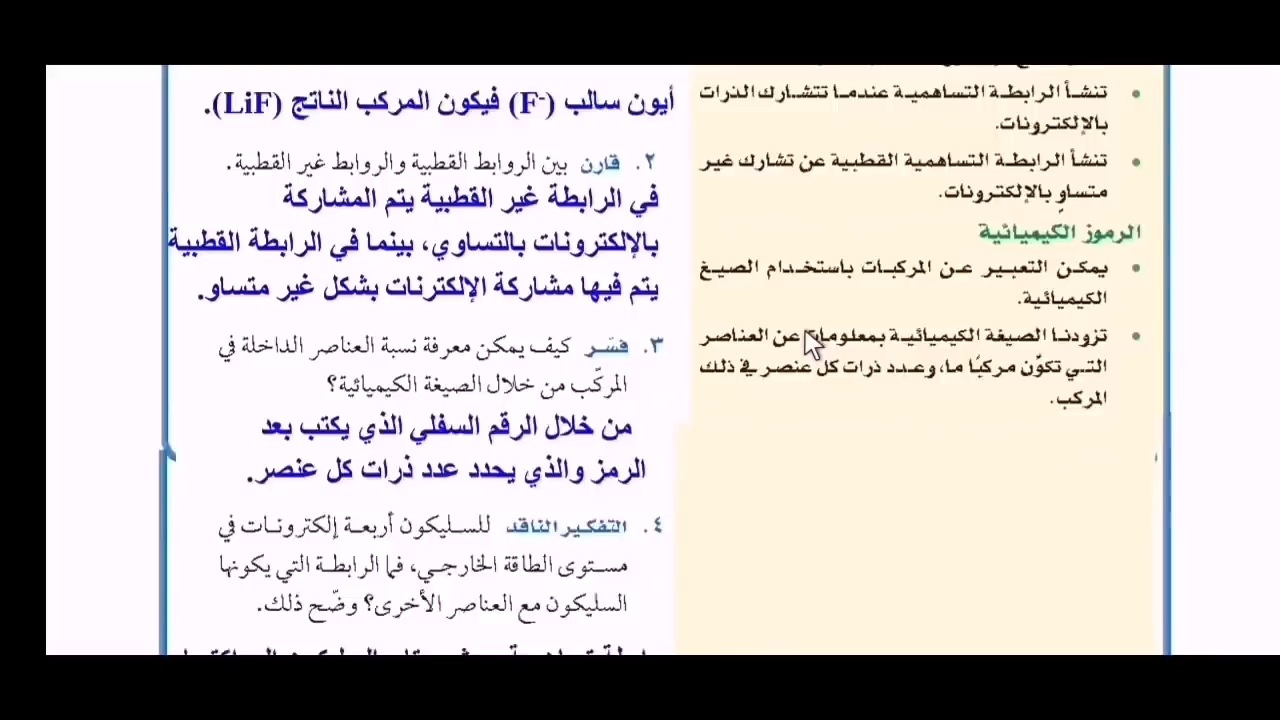 تنشأ الرابطة التساهمية عندما تتشارك الذرات
بالإلكترونات.
تنشأ الرابطة التساهمية القطبية عن تشارك غير
متساوٍ بالإلكترونات.
الرموز الكيميائية
يمكن التعبير عن المركبات باستخدام الصيغ
الكيميائية.
تزودنا الصيغة الكيميائية بمعلومات عن العناصر
التي تكوِّن مركبًا ما، وعدد ذرات كل عنصر في ذلك
المركب.
أيون سالب (F-) فيكون المركب الناتج (LiF).
٢. قارن بين الروابط القطبية والروابط غير القطبية.
في الرابطة غير القطبية يتم المشاركة
بالإلكترونات بالتساوي، بينما في الرابطة القطبية
يتم فيها مشاركة الإلكترنات بشكل غير متساو.
٣. فسّر كيف يمكن معرفة نسبة العناصر الداخلة في
المركّب من خلال الصيغة الكيميائية؟
من خلال الرقم السفلي الذي يكتب بعد
الرمز والذي يحدد عدد ذرات كل عنصر.
٤. التفكير الناقد للسليكون أربعة إلكترونات في
مستوى الطاقة الخارجي، فما الرابطة التي يكونها
السليكون مع العناصر الأخرى؟ وضّح ذلك.